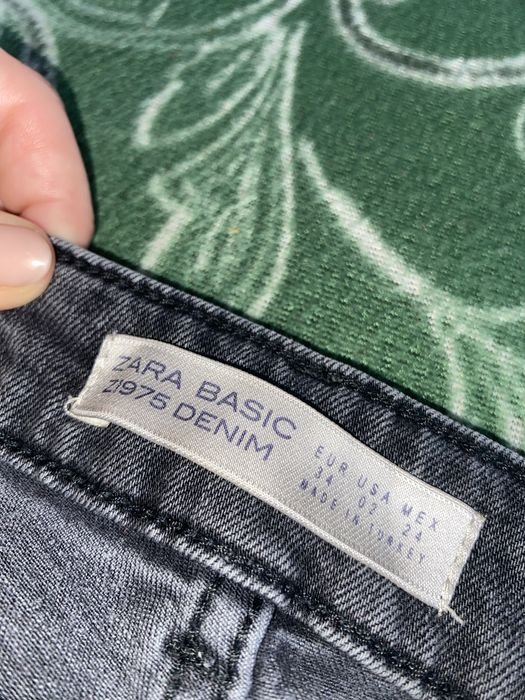 ZARA BASIC
Z1975 DENIM
EUR USA MEX
34 02 24
MADE IN TURKEY